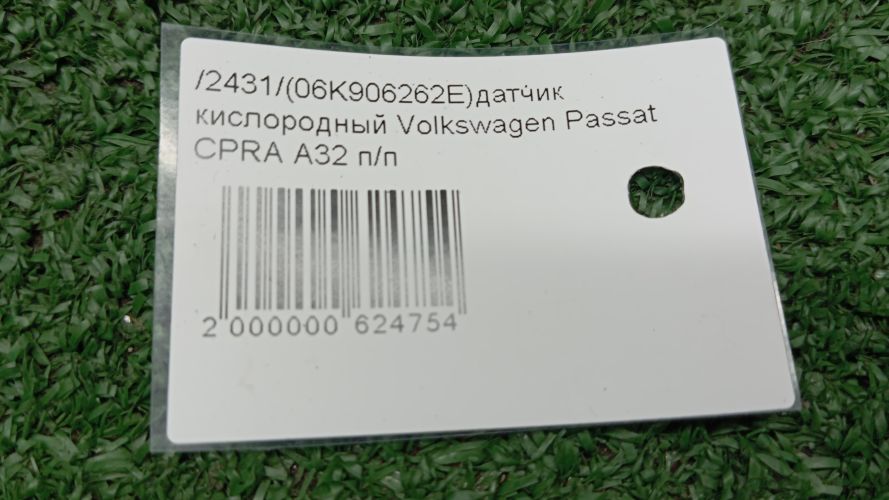 /2431/(06K906262E)датчик
кислородный Volkswagen Passat
CPRA A32 п/п
2 000000 624754